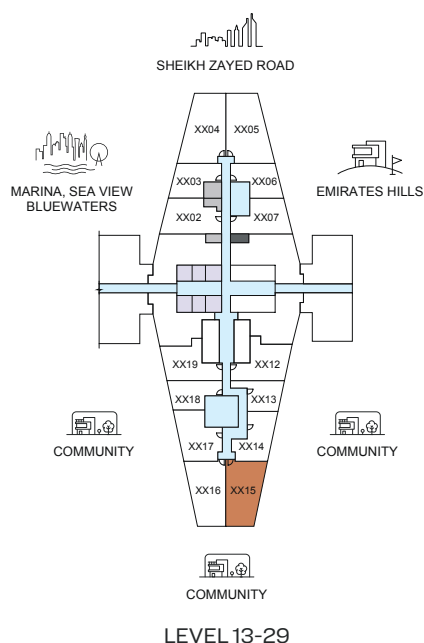 SHEIKH ZAYED ROAD
XX04 XX05
MARINA, SEA VIEW
BLUEWATERS
XX03 XX06
EMIRATES HILLS
XX02 XX07
XX19 XX12
XX18 XX13
COMMUNITY
XX17 XX14
COMMUNITY
XX16 XX15
COMMUNITY
LEVEL 13-29